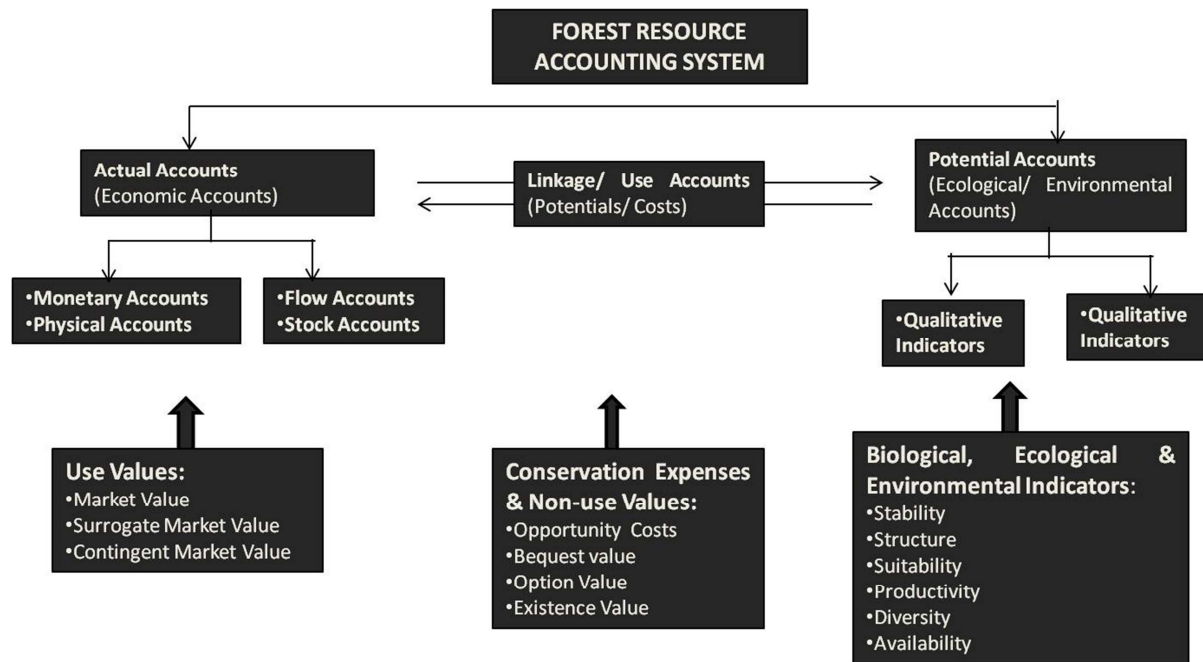 FOREST RESOURCE
ACCOUNTING SYSTEM
Actual Accounts
(Economic Accounts)
Linkage/ Use Accounts
(Potentials/ Costs)
Potential Accounts
(Ecological/ Environmental
Accounts)
•Monetary Accounts
•Physical Accounts
•Flow Accounts
•Stock Accounts
•Qualitative
Indicators
•Qualitative
Indicators
Use Values:
•Market Value
•Surrogate Market Value
•Contingent Market Value
Conservation Expenses
& Non-use Values:
•Opportunity Costs
•Bequest value
•Option Value
•Existence Value
Biological, Ecological &
Environmental Indicators:
•Stability
•Structure
•Suitability
•Productivity
•Diversity
•Availability